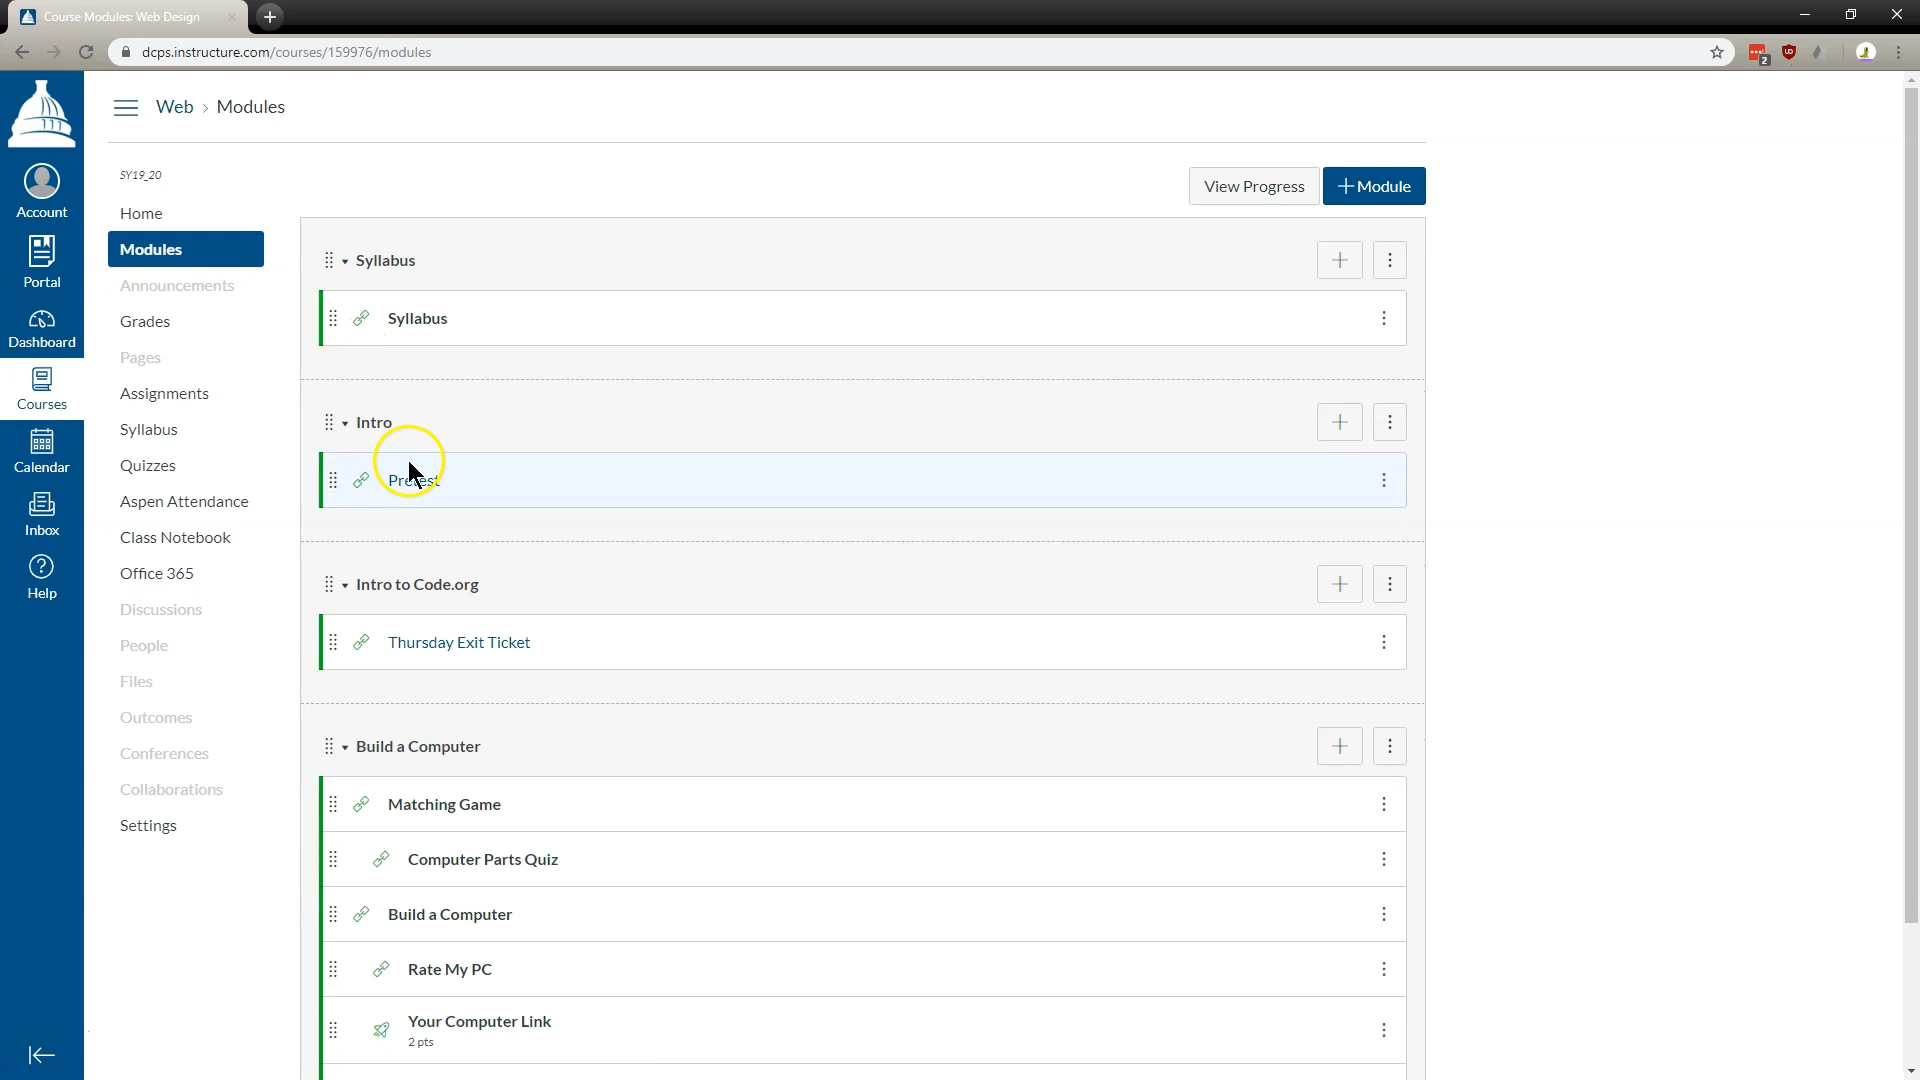 Course Modules: Web Design
dcps.instructure.com/courses/159976/modules
2
Web > Modules
SY19_20
View Progress
+ Module
Account
Portal
Dashboard
Courses
Calendar
Inbox
Help
Home
Modules
Announcements
Grades
Pages
Assignments
Syllabus
Quizzes
Aspen Attendance
Class Notebook
Office 365
Discussions
People
Files
Outcomes
Conferences
Collaborations
Settings
Syllabus
Syllabus
Intro
Pretest
Intro to Code.org
Thursday Exit Ticket
Build a Computer
Matching Game
Computer Parts Quiz
Build a Computer
Rate My PC
Your Computer Link
2 pts